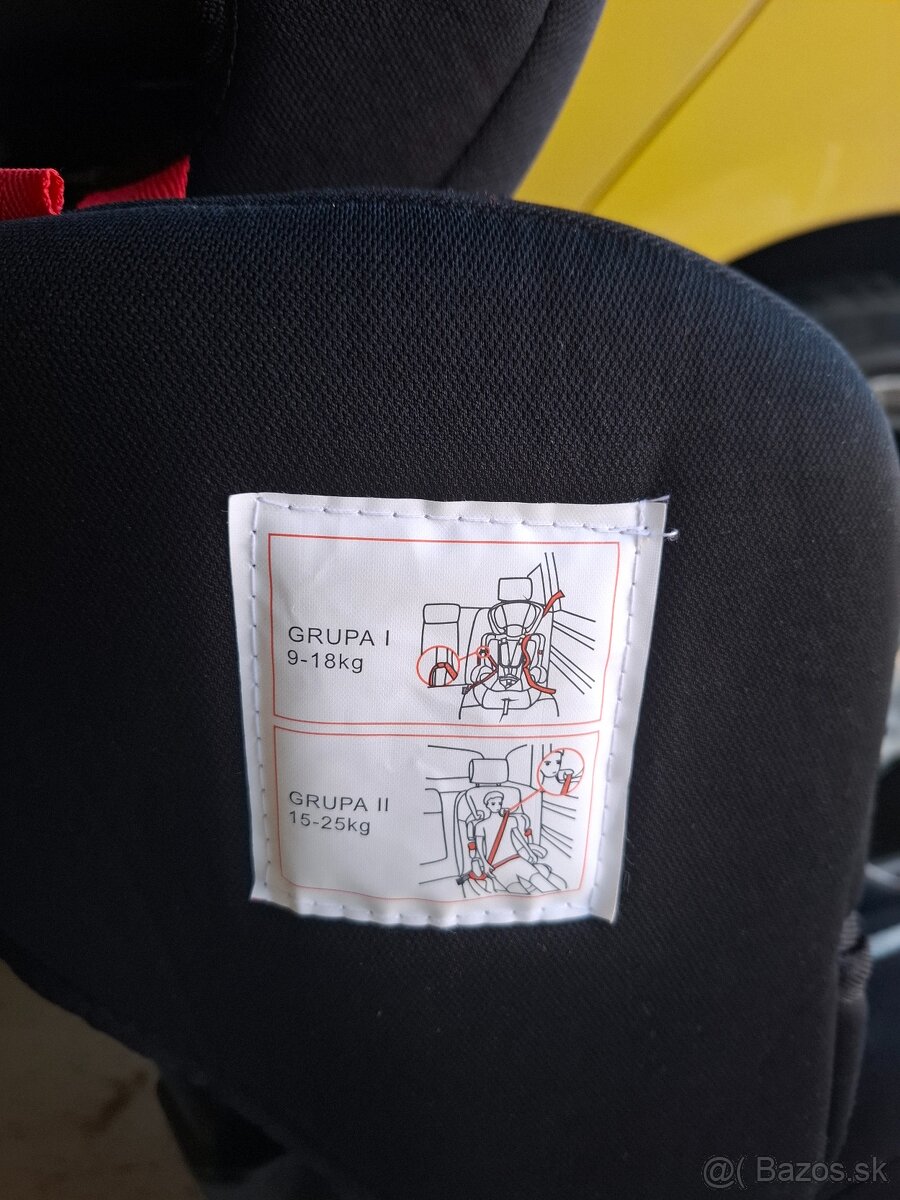 GRUPA I
9-18kg
GRUPA II
15-25kg
@( Bazos.sk